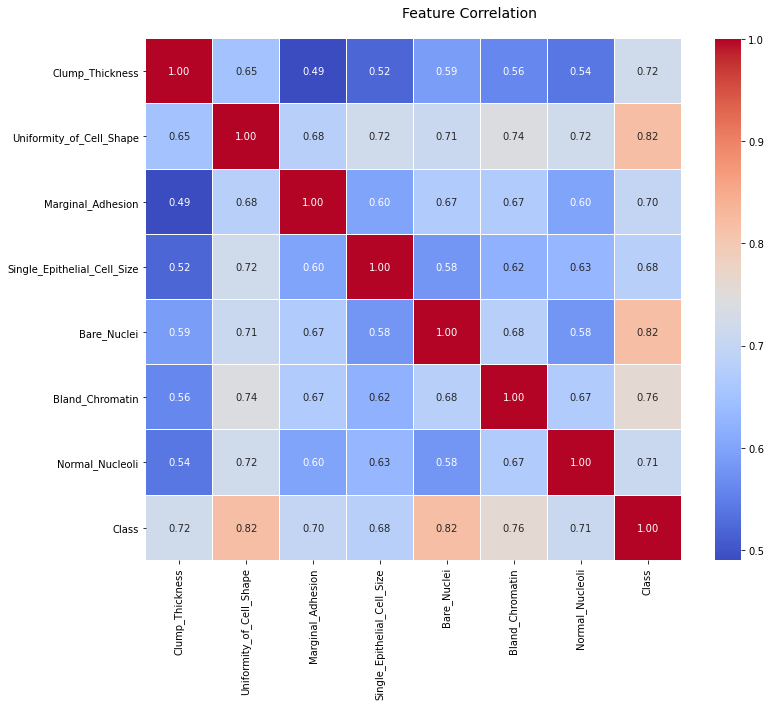 Feature Correlation
Clump_Thickness 1.00 0.65 0.49 0.52 0.59 0.56 0.54 0.72
Uniformity_of_Cell_Shape 0.65 1.00 0.68 0.72 0.71 0.74 0.72 0.82
Marginal_Adhesion 0.49 0.68 1.00 0.60 0.67 0.67 0.60 0.70
Single_Epithelial_Cell_Size 0.52 0.72 0.60 1.00 0.58 0.62 0.63 0.68
Bare_Nuclei 0.59 0.71 0.67 0.58 1.00 0.68 0.58 0.82
Bland_Chromatin 0.56 0.74 0.67 0.62 0.68 1.00 0.67 0.76
Normal_Nucleoli 0.54 0.72 0.60 0.63 0.58 0.67 1.00 0.71
Class 0.72 0.82 0.70 0.68 0.82 0.76 0.71 1.00
Clump_Thickness
Uniformity_of_Cell_Shape
Marginal_Adhesion
Single_Epithelial_Cell_Size
Bare_Nuclei
Bland_Chromatin
Normal_Nucleoli
Class
1.0
0.9
0.8
0.7
0.6
0.5